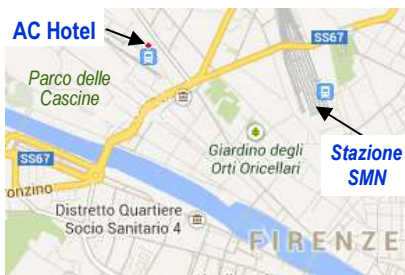 AC Hotel
SS67
Parco delle
Cascine
Giardino degli
Orti Oricellari
Stazione
SMN
SS67
onzino
Distretto Quartiere
Socio Sanitario 4
FIRENZE